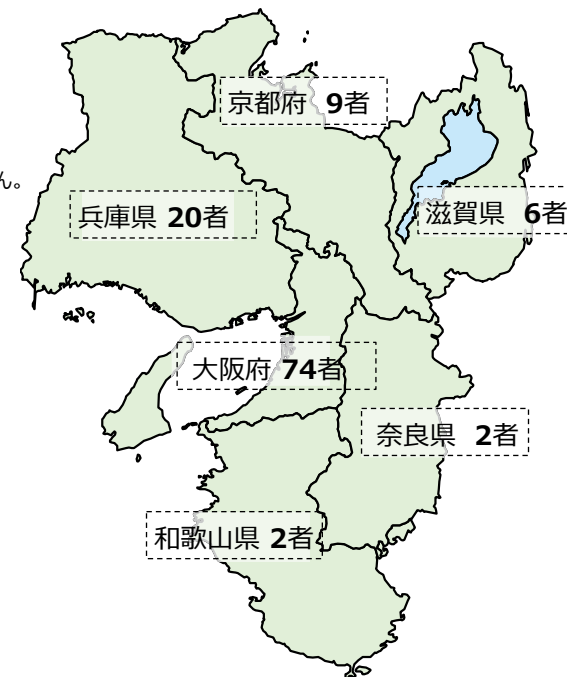 京都府 9者
ん。
兵庫県 20者
滋賀県 6者
大阪府 74者
奈良県 2者
和歌山県 2者